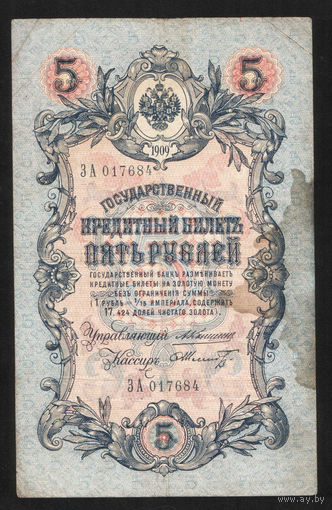 5 5
1909
ЗА 017684
ГОСУДАРСТВЕННЫЙ
КРЕДИТНЫЙ БИЛЕТЪ
ПЯТЬ РУБЛЕЙ
ГОСУДАРСТВЕННЫЙ БАНКЪ РАЗМѢНИВАЕТЪ
КРЕДИТНЫЕ БИЛЕТЫ НА ЗОЛОТУЮ МОНЕТУ
БЕЗЪ ОГРАНИЧЕНІЯ СУММЫ
(1 РУБЛЬ = 1/15 ИМПЕРІАЛА, СОДЕРЖИТЪ
17,424 ДОЛЕЙ ЧИСТАГО ЗОЛОТА).
Управляющій
Кассиръ
ЗА 017684
5
www.ay.by